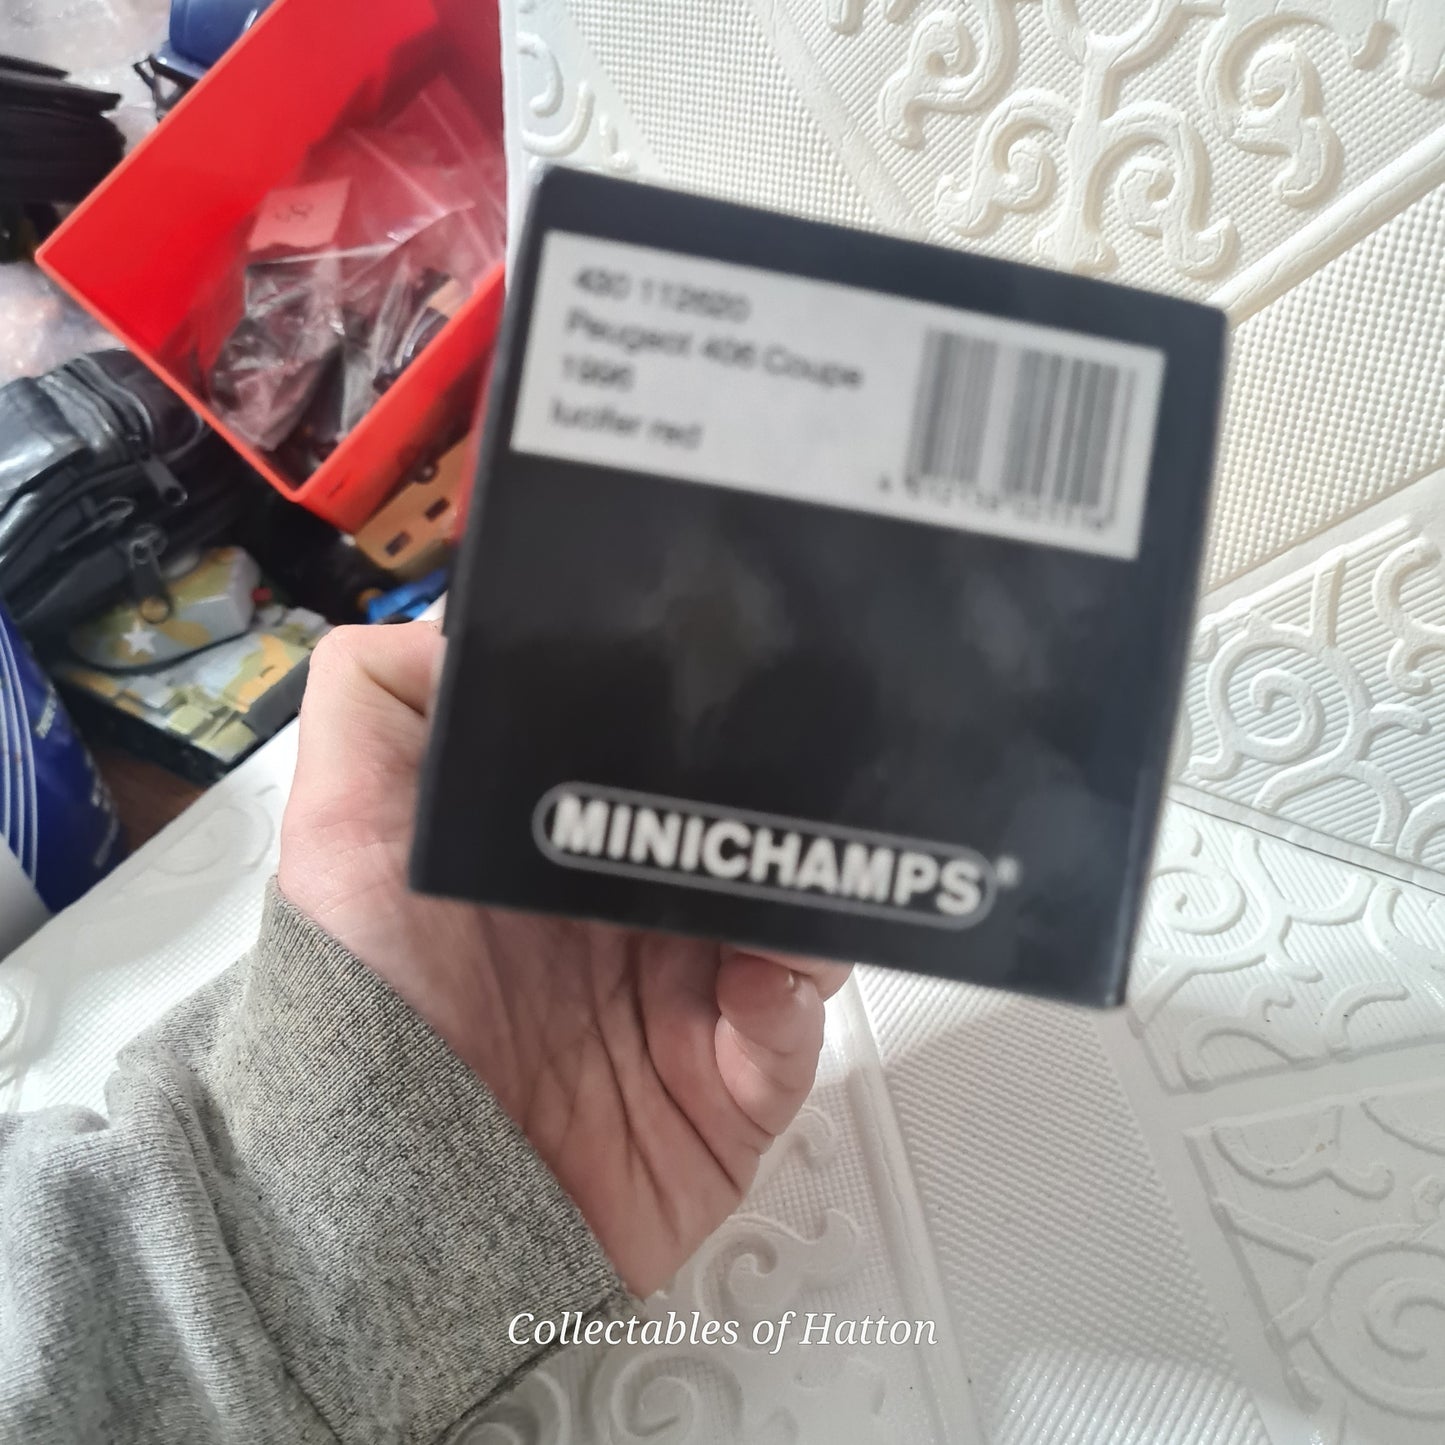 430 112620
Peugeot 406 Coupe
1996
lucifer red
MINICHAMPS®
Collectables of Hatton